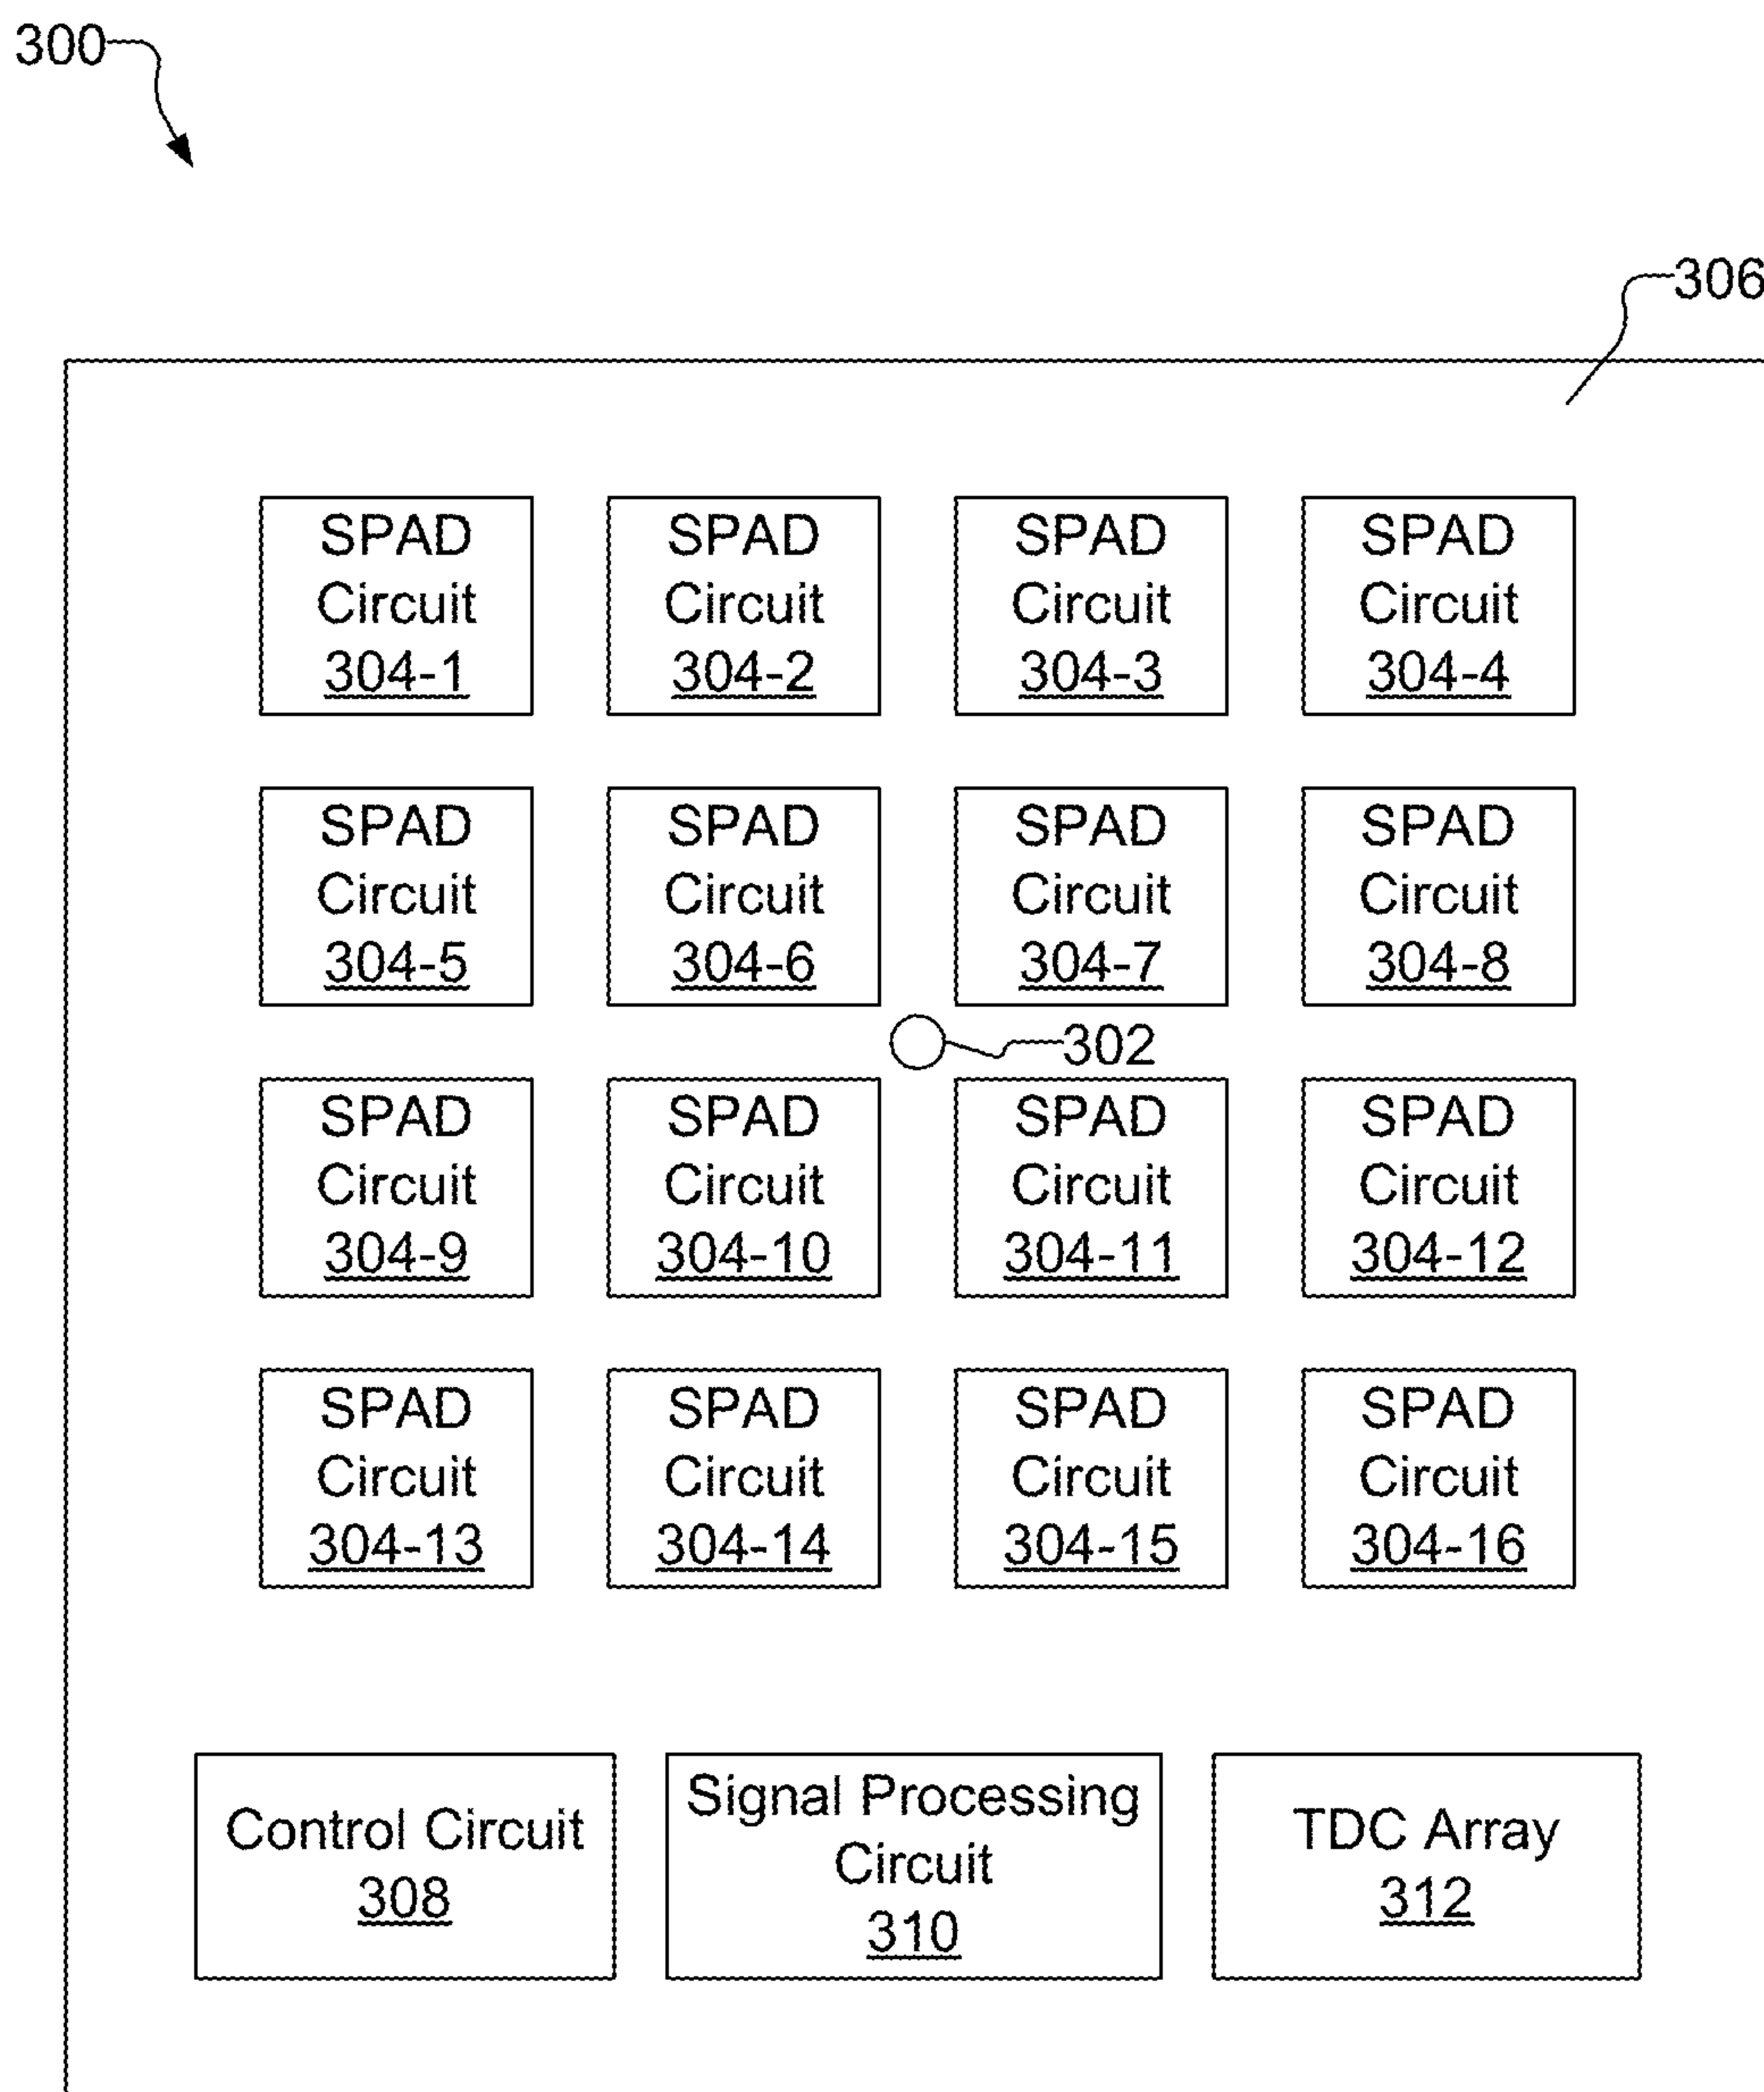 300
306
SPAD
Circuit
304-1
SPAD
Circuit
304-2
SPAD
Circuit
304-3
SPAD
Circuit
304-4
SPAD
Circuit
304-5
SPAD
Circuit
304-6
SPAD
Circuit
304-7
SPAD
Circuit
304-8
302
SPAD
Circuit
304-9
SPAD
Circuit
304-10
SPAD
Circuit
304-11
SPAD
Circuit
304-12
SPAD
Circuit
304-13
SPAD
Circuit
304-14
SPAD
Circuit
304-15
SPAD
Circuit
304-16
Control Circuit
308
Signal Processing
Circuit
310
TDC Array
312